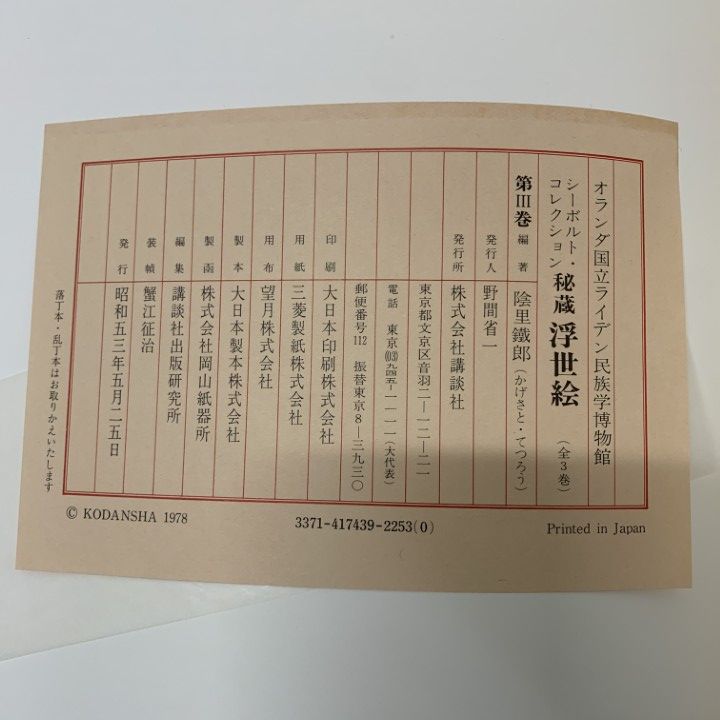 オランダ国立ライデン民族学博物館
シーボルト・コレクション 秘蔵 浮世絵 (全3巻)
第Ⅲ巻 編著 陰里鐵郎(かげさと・てつろう)
発行人 野間省一
発行所 株式会社講談社
東京都文京区音羽二—一二—二一
電話 東京(03)九四五—一一一一(大代表)
郵便番号112 振替東京8—三九三〇
印刷 大日本印刷株式会社
用紙 三菱製紙株式会社
用布 望月株式会社
製本 大日本製本株式会社
製函 株式会社岡山紙器所
編集 講談社出版研究所
装幀 蟹江征治
発行 昭和五三年五月二五日
落丁本・乱丁本はお取りかえいたします
© KODANSHA 1978
3371-417439-2253(0)
Printed in Japan